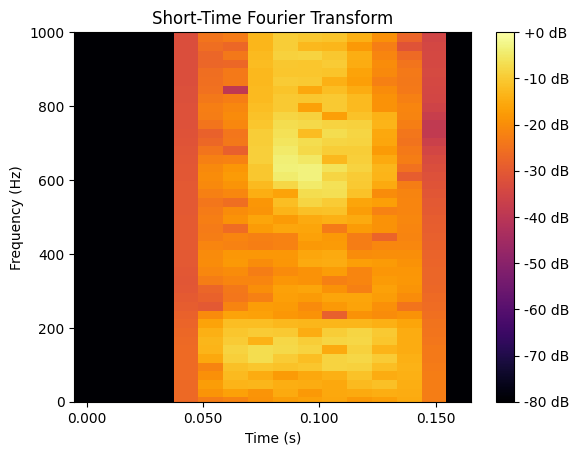 Short-Time Fourier Transform
1000
800
600
400
200
0
Frequency (Hz)
0.000
0.050
0.100
0.150
Time (s)
+0 dB
-10 dB
-20 dB
-30 dB
-40 dB
-50 dB
-60 dB
-70 dB
-80 dB